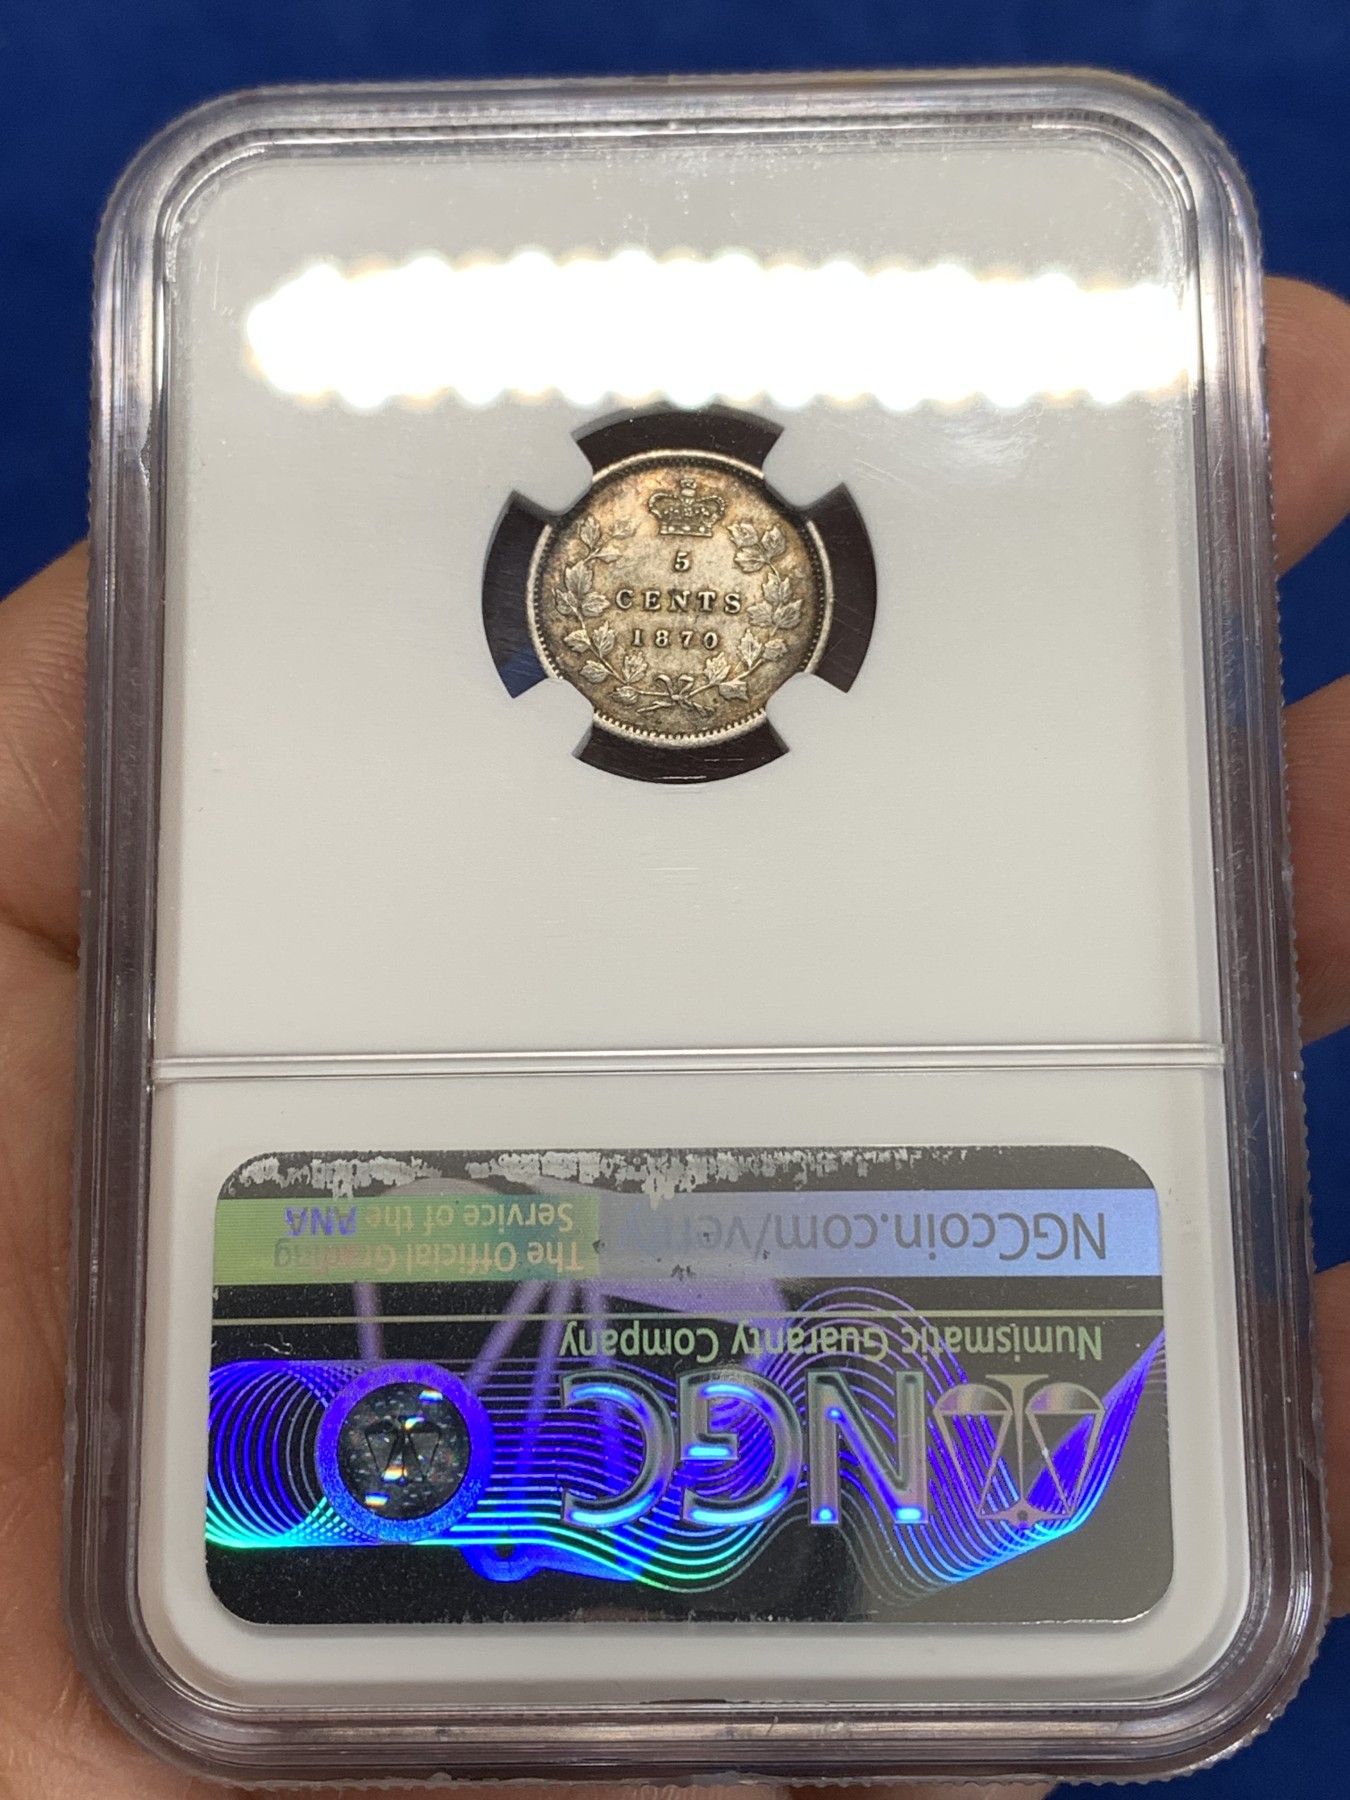 5
CENTS
1870
NGC
Numismatic Guaranty Company
NGCcoin.com/verify
The Official Grading
Service of the ANA